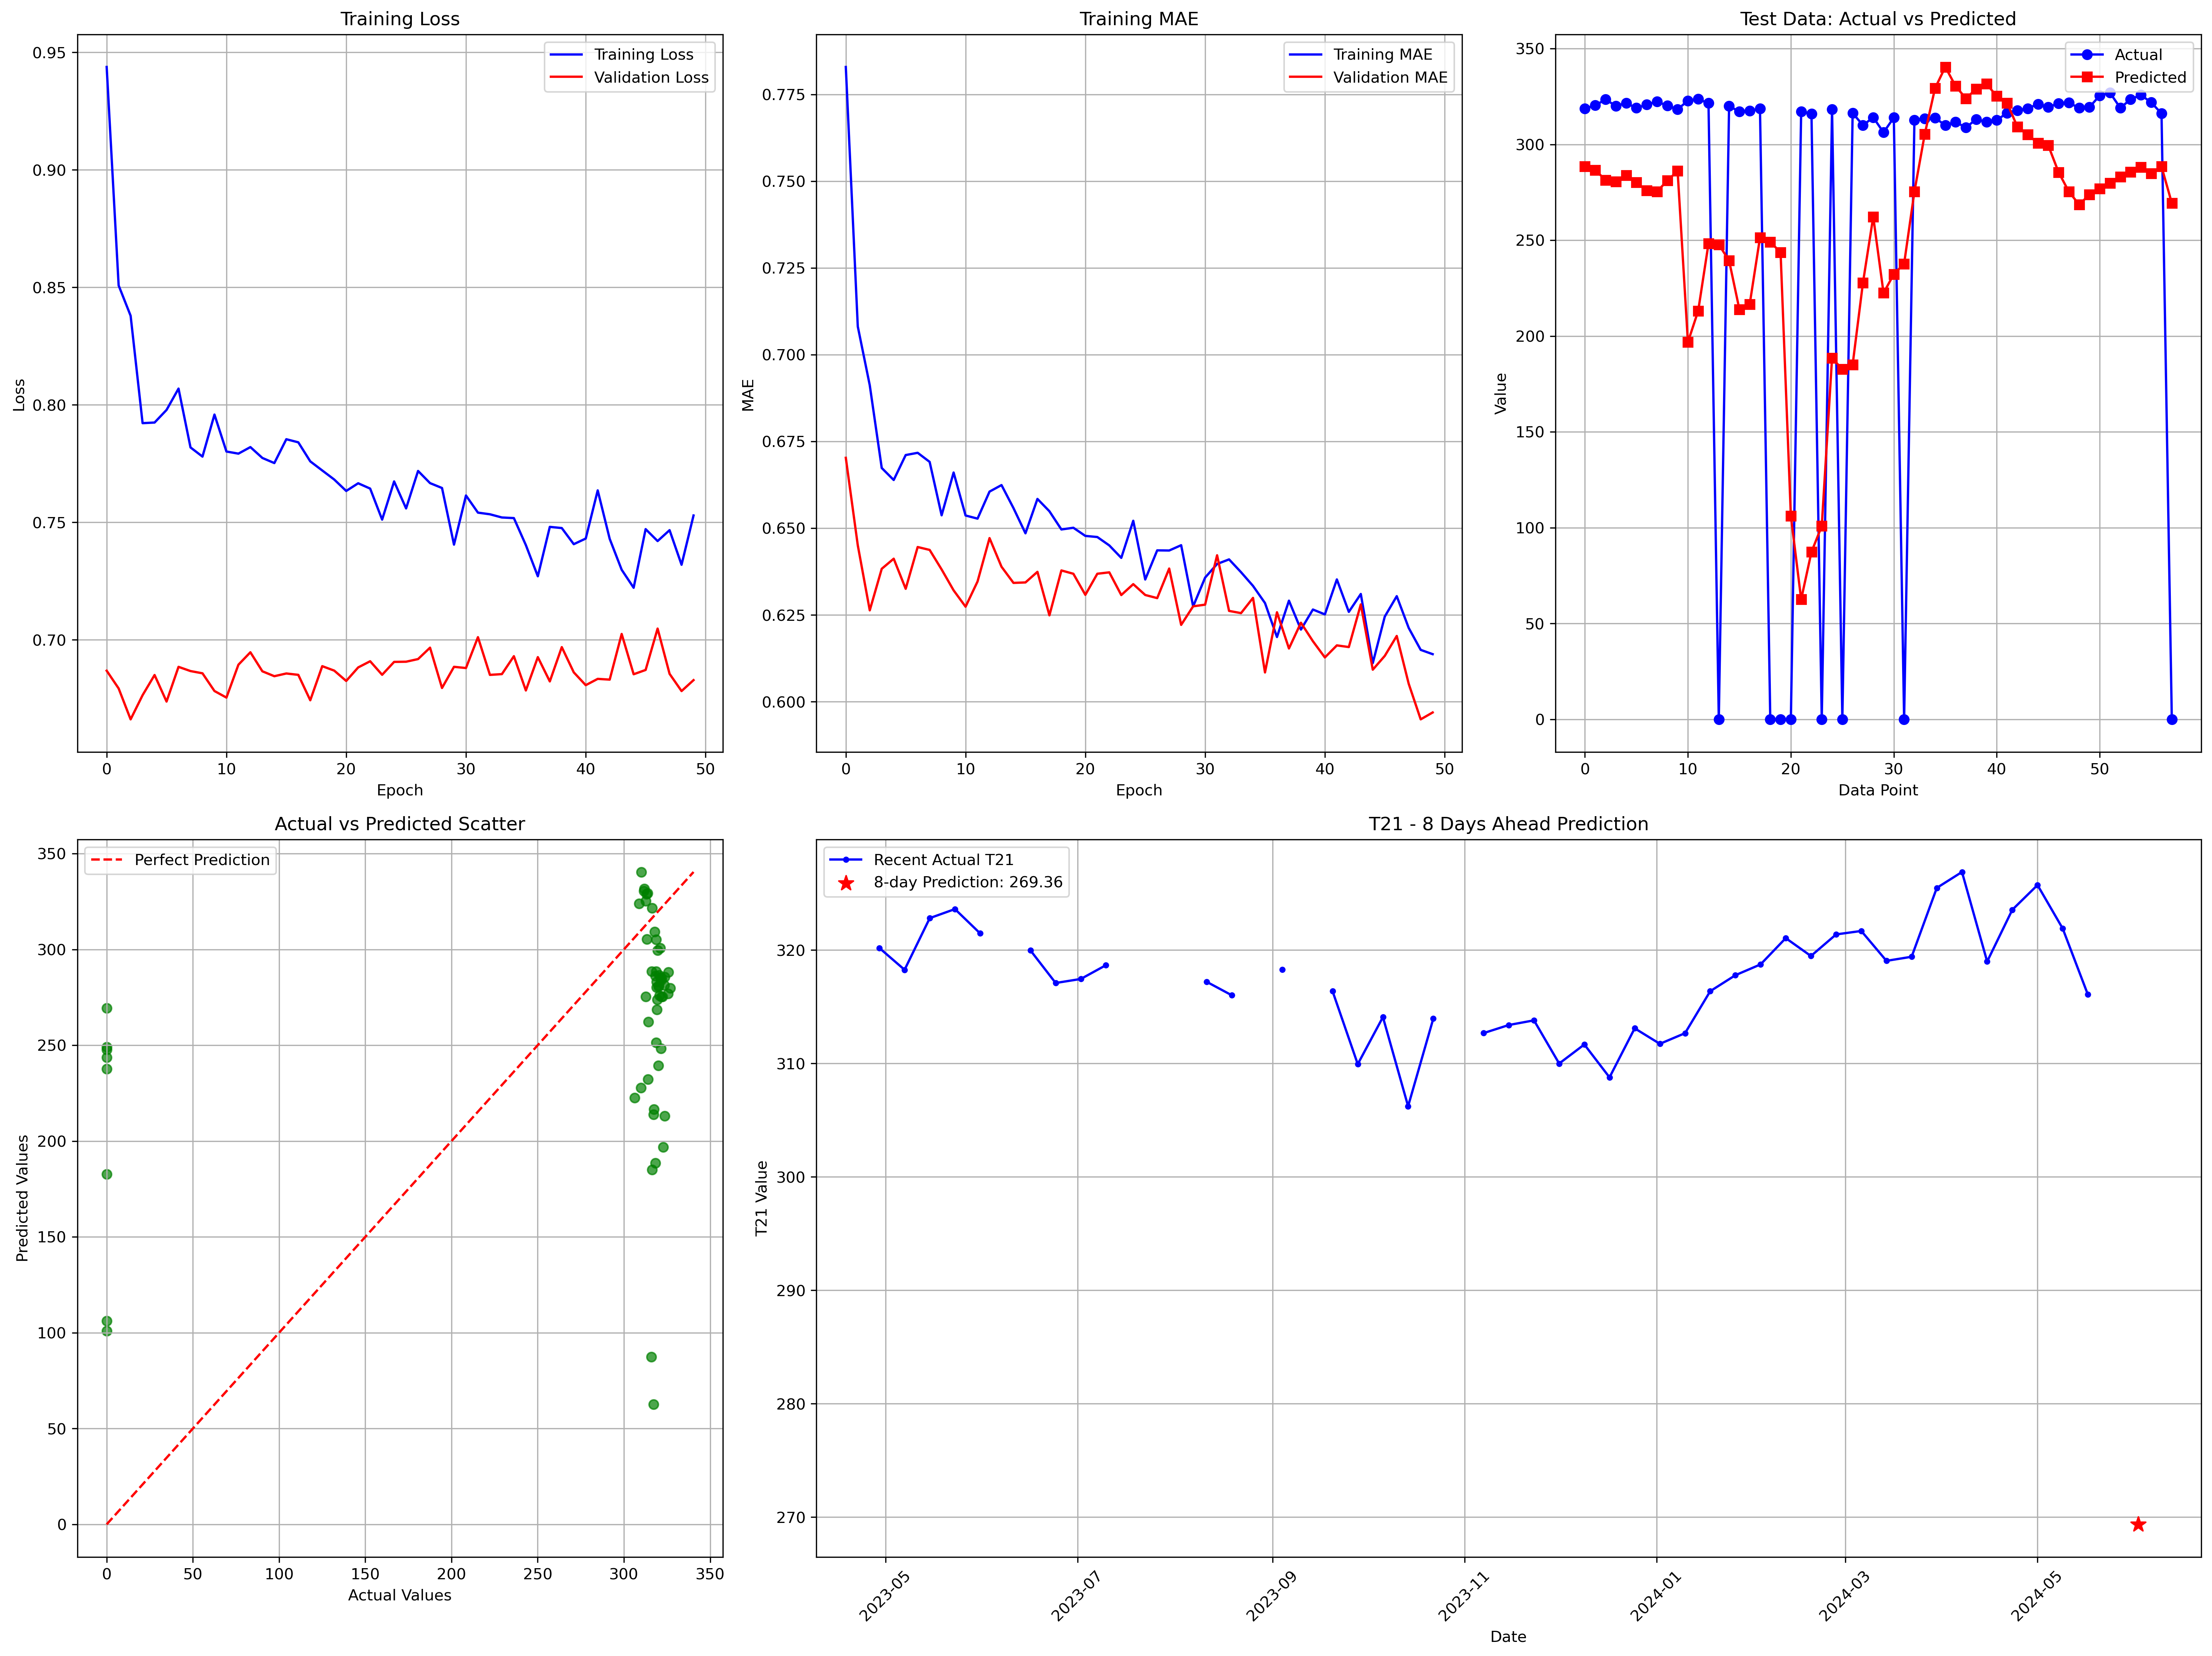 Training Loss
Training Loss
Validation Loss
0.95
0.90
0.85
0.80
0.75
0.70
Loss
0 10 20 30 40 50
Epoch
Training MAE
Training MAE
Validation MAE
0.775
0.750
0.725
0.700
0.675
0.650
0.625
0.600
MAE
0 10 20 30 40 50
Epoch
Test Data: Actual vs Predicted
Actual
Predicted
350
300
250
200
150
100
50
0
Value
0 10 20 30 40 50
Data Point
Actual vs Predicted Scatter
Perfect Prediction
350
300
250
200
150
100
50
0
Predicted Values
0 50 100 150 200 250 300 350
Actual Values
T21 - 8 Days Ahead Prediction
Recent Actual T21
8-day Prediction: 269.36
320
310
300
290
280
270
T21 Value
2023-05 2023-07 2023-09 2023-11 2024-01 2024-03 2024-05
Date